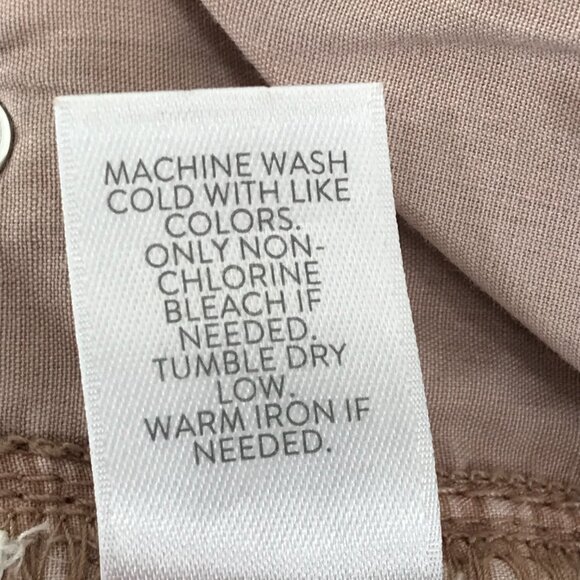 MACHINE WASH
COLD WITH LIKE
COLORS.
ONLY NON-
CHLORINE
BLEACH IF
NEEDED.
TUMBLE DRY
LOW.
WARM IRON IF
NEEDED.